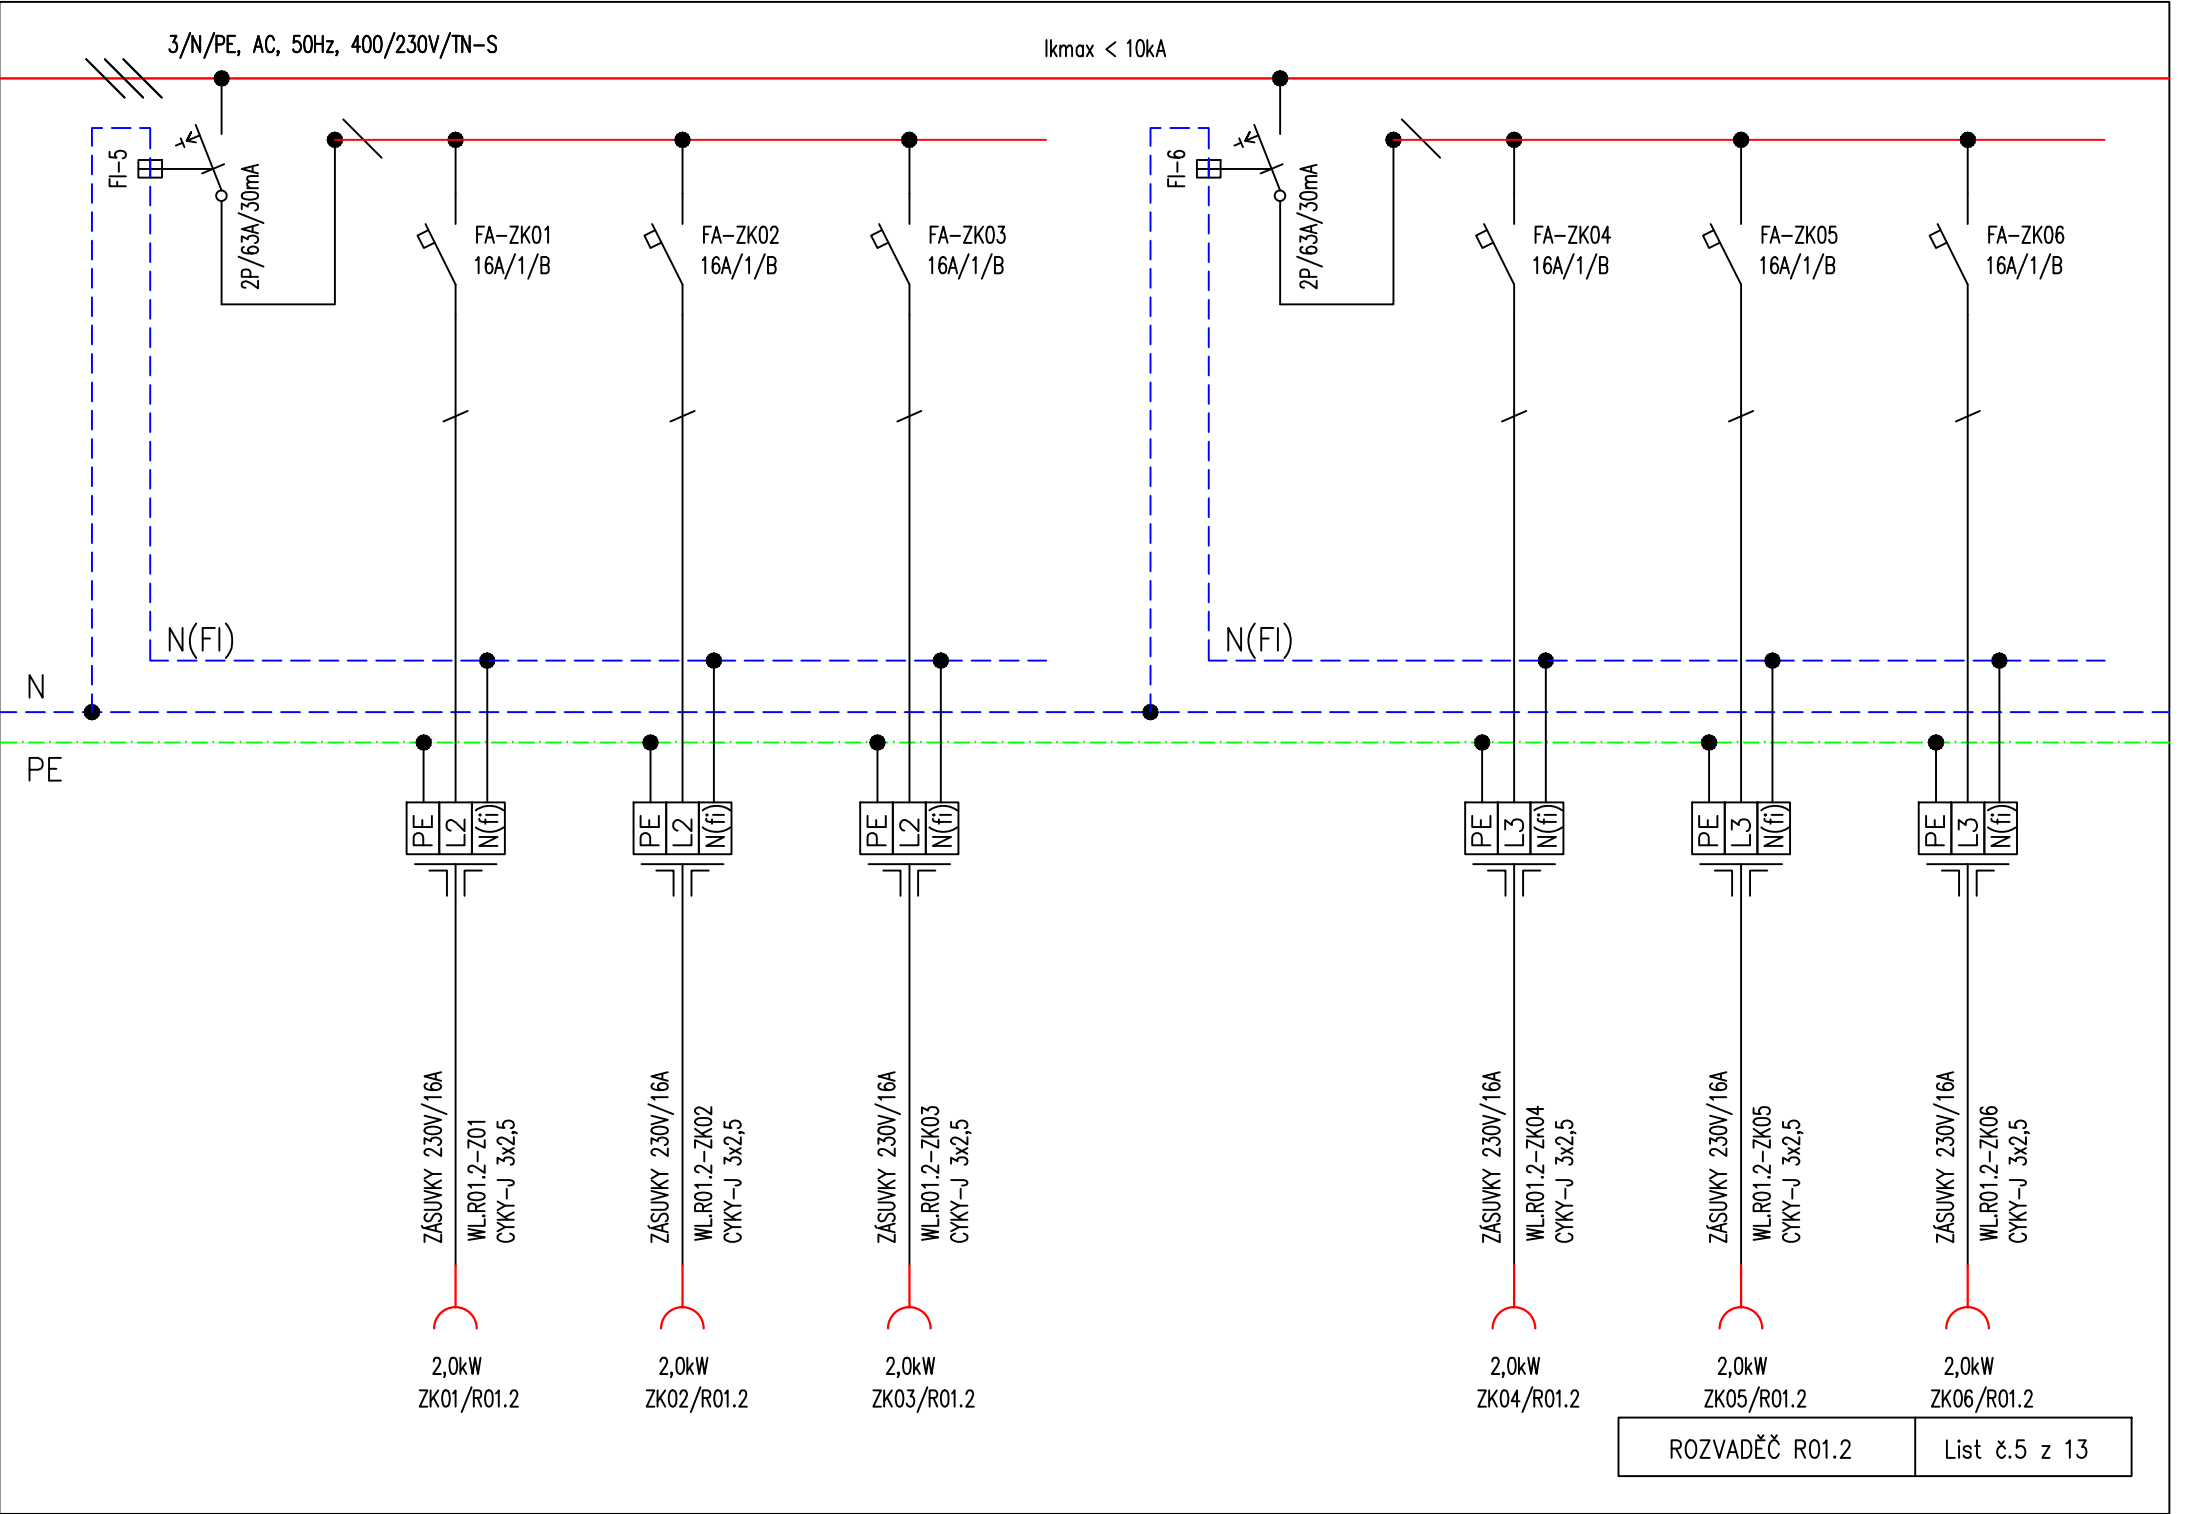 3/N/PE, AC, 50Hz, 400/230V/TN-S
Ikmax < 10kA
FI-5
2P/63A/30mA
FA-ZK01
16A/1/B
FA-ZK02
16A/1/B
FA-ZK03
16A/1/B
FI-6
2P/63A/30mA
FA-ZK04
16A/1/B
FA-ZK05
16A/1/B
FA-ZK06
16A/1/B
N(FI)
N(FI)
N
PE
PE L2 N(fi)
PE L2 N(fi)
PE L2 N(fi)
PE L3 N(fi)
PE L3 N(fi)
PE L3 N(fi)
ZÁSUVKY 230V/16A
WL.R01.2-Z01
CYKY-J 3x2,5
ZÁSUVKY 230V/16A
WL.R01.2-ZK02
CYKY-J 3x2,5
ZÁSUVKY 230V/16A
WL.R01.2-ZK03
CYKY-J 3x2,5
ZÁSUVKY 230V/16A
WL.R01.2-ZK04
CYKY-J 3x2,5
ZÁSUVKY 230V/16A
WL.R01.2-ZK05
CYKY-J 3x2,5
ZÁSUVKY 230V/16A
WL.R01.2-ZK06
CYKY-J 3x2,5
2,0kW
ZK01/R01.2
2,0kW
ZK02/R01.2
2,0kW
ZK03/R01.2
2,0kW
ZK04/R01.2
2,0kW
ZK05/R01.2
2,0kW
ZK06/R01.2
ROZVADĚČ R01.2
List č.5 z 13